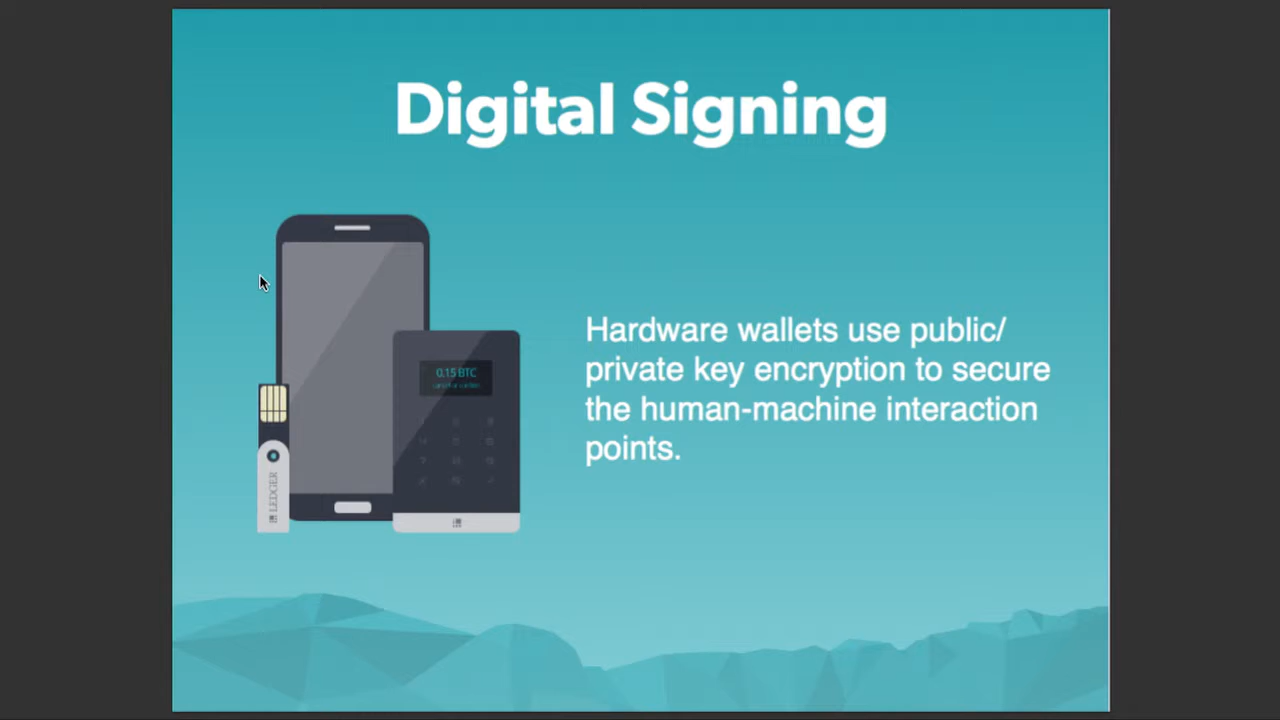 Digital Signing
0.15 BTC
Hardware wallets use public/
private key encryption to secure
the human-machine interaction
points.
LEDGER